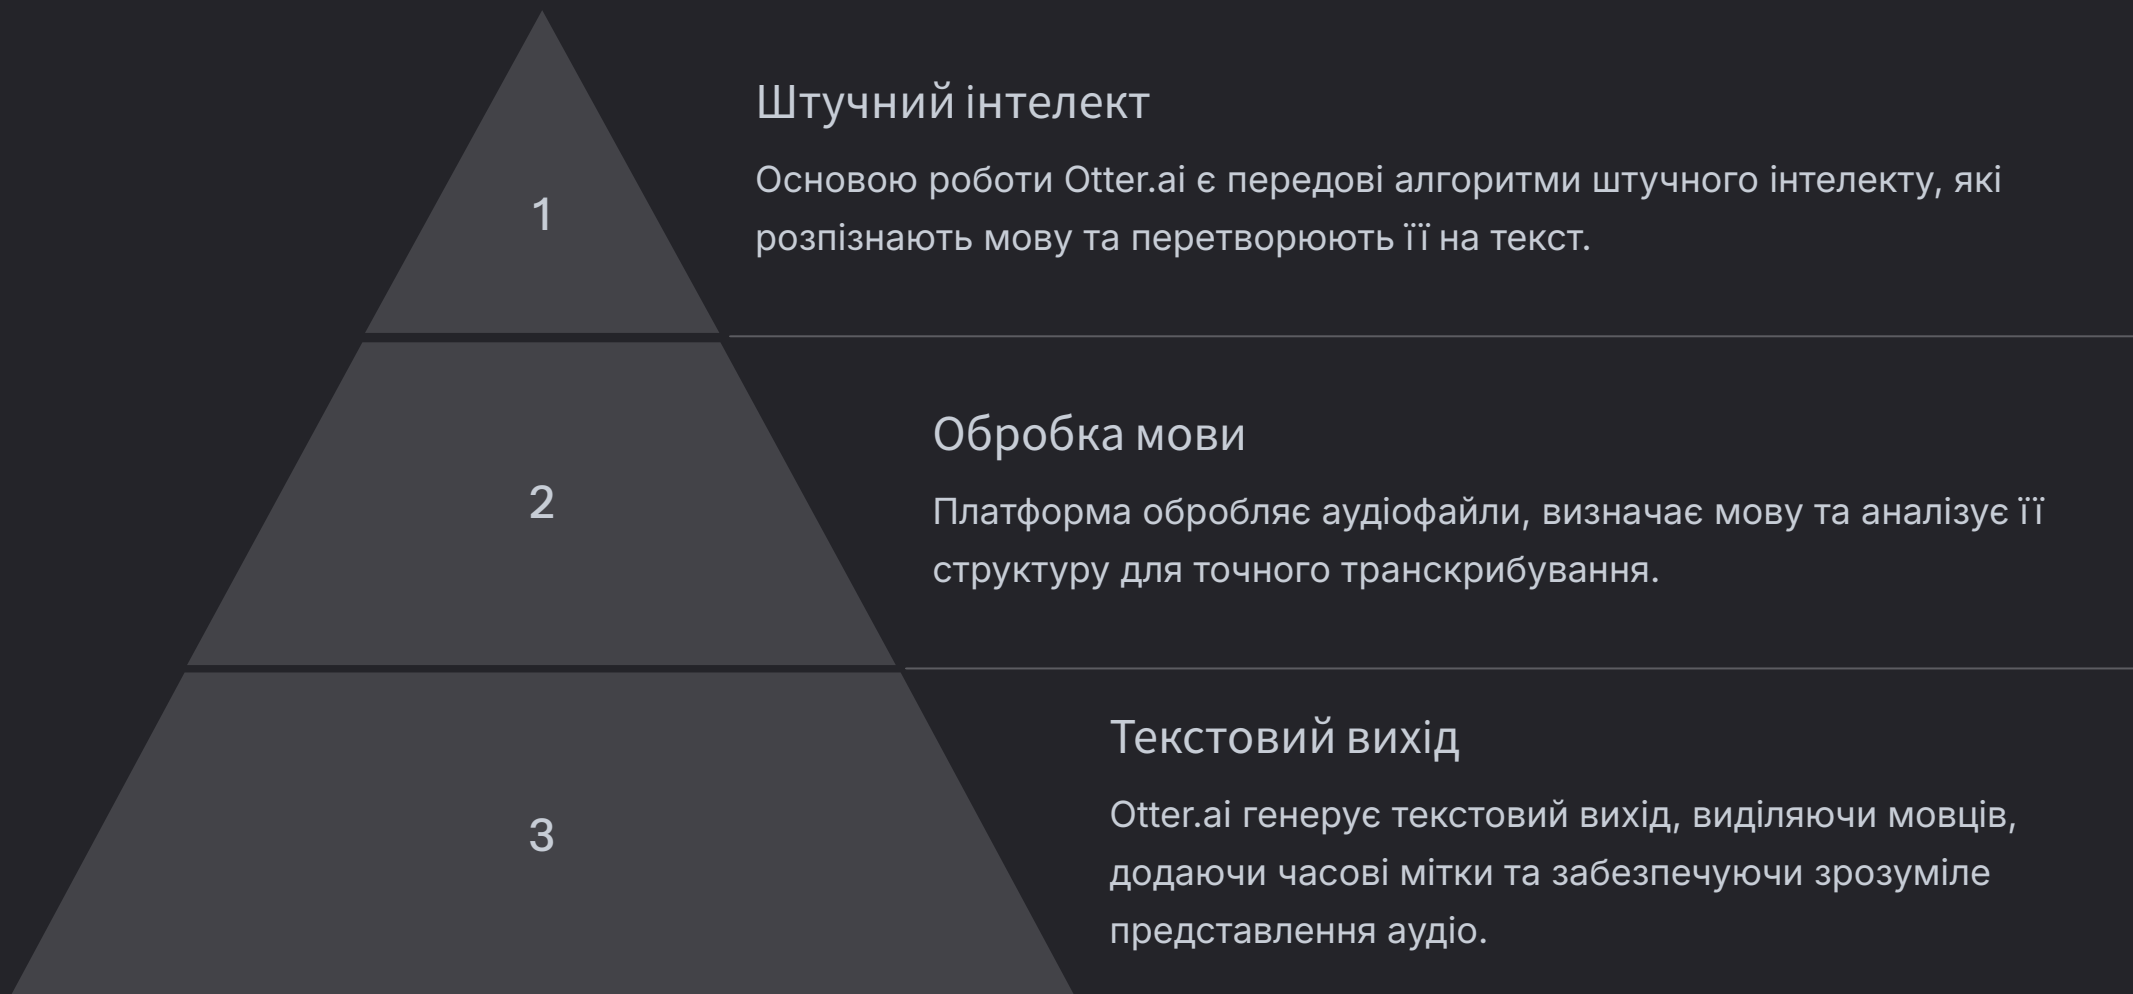 1
Штучний інтелект
Основою роботи Otter.ai є передові алгоритми штучного інтелекту, які
розпізнають мову та перетворюють її на текст.
2
Обробка мови
Платформа обробляє аудіофайли, визначає мову та аналізує її
структуру для точного транскрибування.
3
Текстовий вихід
Otter.ai генерує текстовий вихід, виділяючи мовців,
додаючи часові мітки та забезпечуючи зрозуміле
представлення аудіо.